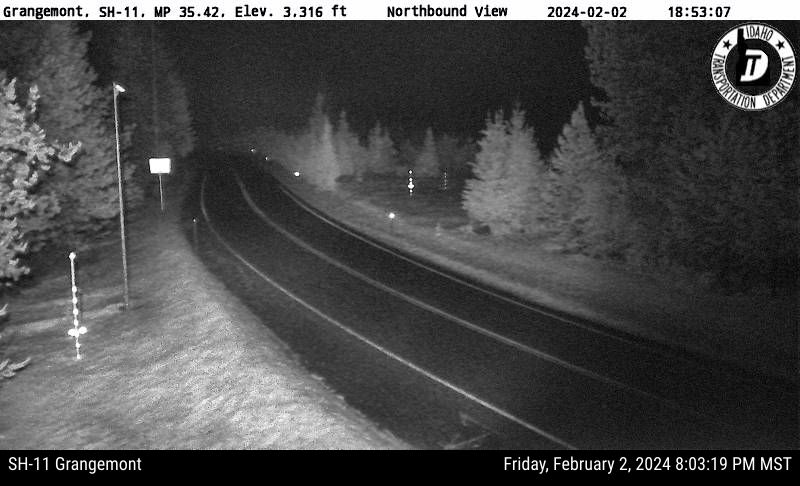 Grangemont, SH-11, MP 35.42, Elev. 3,316 ft Northbound View 2024-02-02 18:53:07
IDAHO
TRANSPORTATION DEPARTMENT
SH-11 Grangemont Friday, February 2, 2024 8:03:19 PM MST